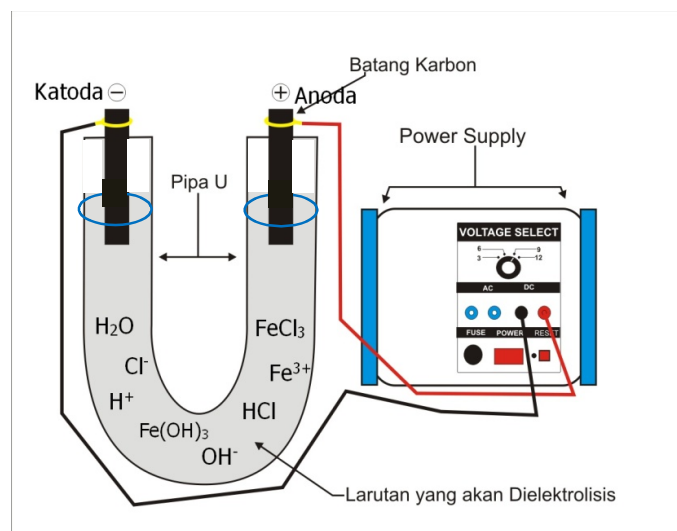 Batang Karbon
Katoda ⊖
⊕ Anoda
Power Supply
Pipa U
VOLTAGE SELECT
6 9
3 12
AC DC
FUSE POWER RESET
H₂O
FeCl₃
Cl⁻
Fe³⁺
H⁺
HCl
Fe(OH)₃
OH⁻
Larutan yang akan Dielektrolisis